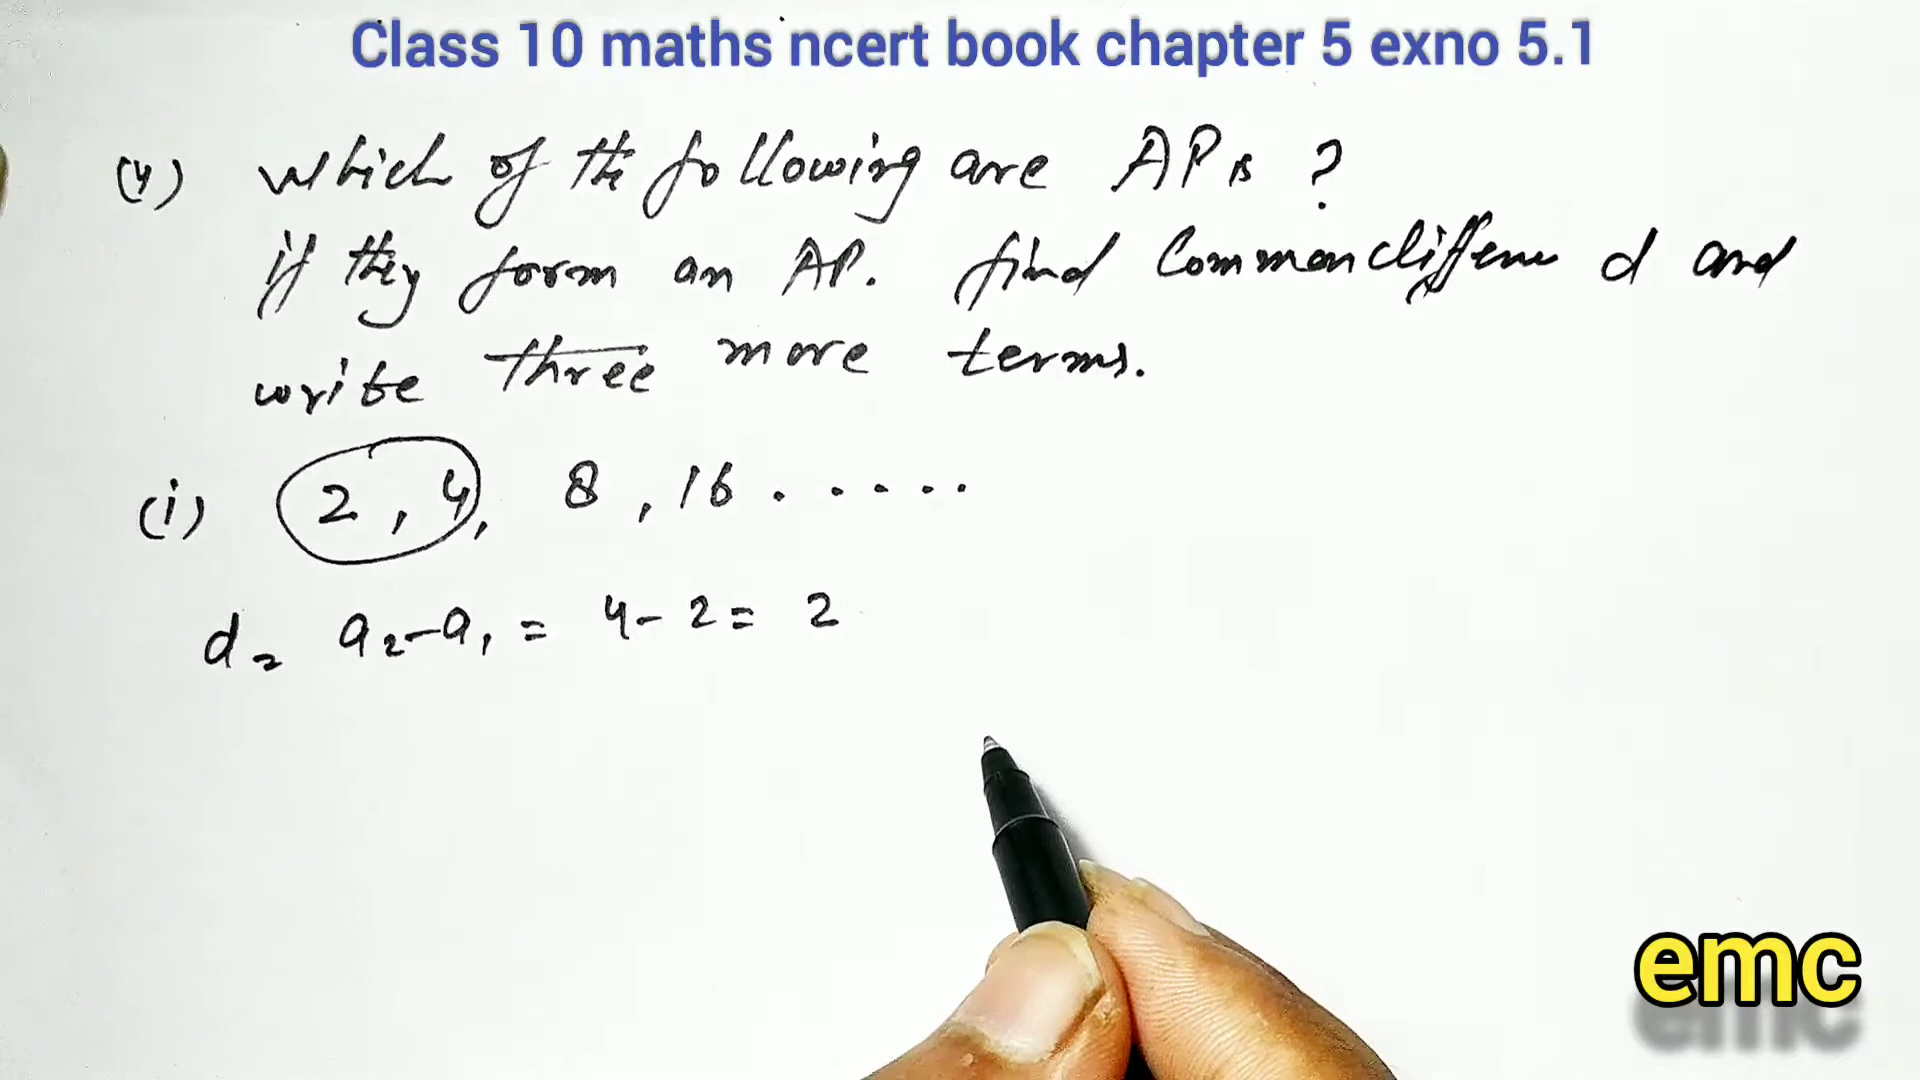 Class 10 maths ncert book chapter 5 exno 5.1
(4) which of the following are APs ?
if they form an AP. find Common differenc d and
write three more terms.
(i) 2, 4, 8, 16 . . . . . .
d = a₂-a₁ = 4-2 = 2
emc